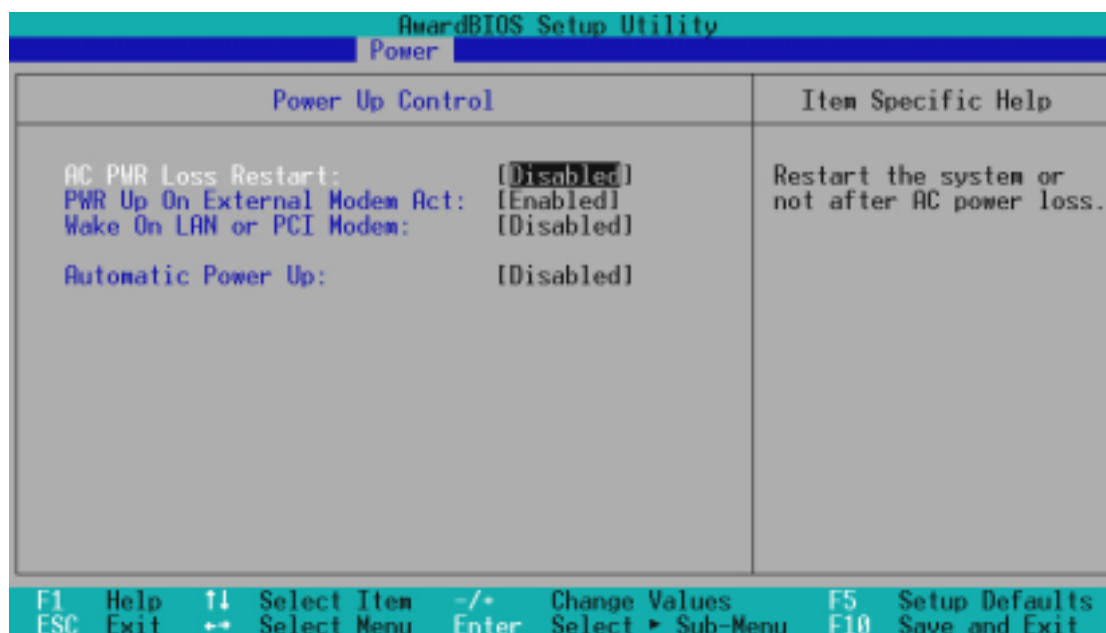 AwardBIOS Setup Utility
Power
Power Up Control
Item Specific Help
AC PWR Loss Restart: [Disabled]
PWR Up On External Modem Act: [Enabled]
Wake On LAN or PCI Modem: [Disabled]
Automatic Power Up: [Disabled]
Restart the system or
not after AC power loss.
F1 Help ↑↓ Select Item -/+ Change Values F5 Setup Defaults
ESC Exit ←→ Select Menu Enter Select ► Sub-Menu F10 Save and Exit